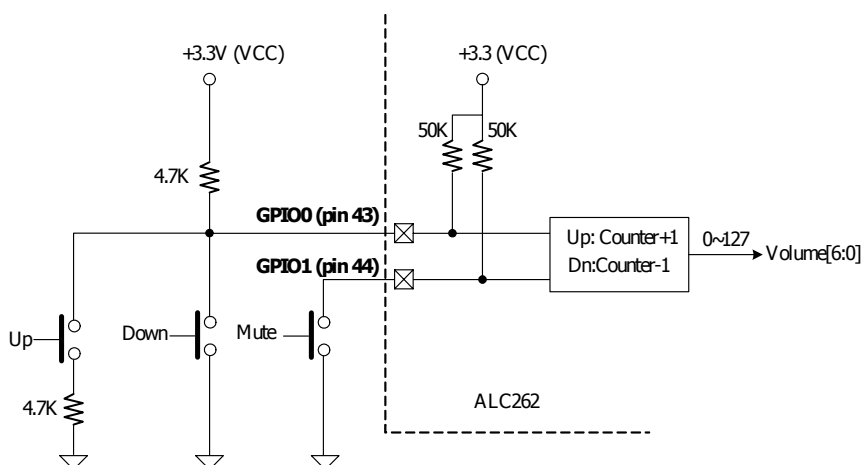 +3.3V (VCC)
+3.3 (VCC)
50K
50K
4.7K
GPIO0 (pin 43)
Up: Counter+1
0~127
Volume[6:0]
GPIO1 (pin 44)
Dn:Counter-1
Up
Down
Mute
4.7K
ALC262